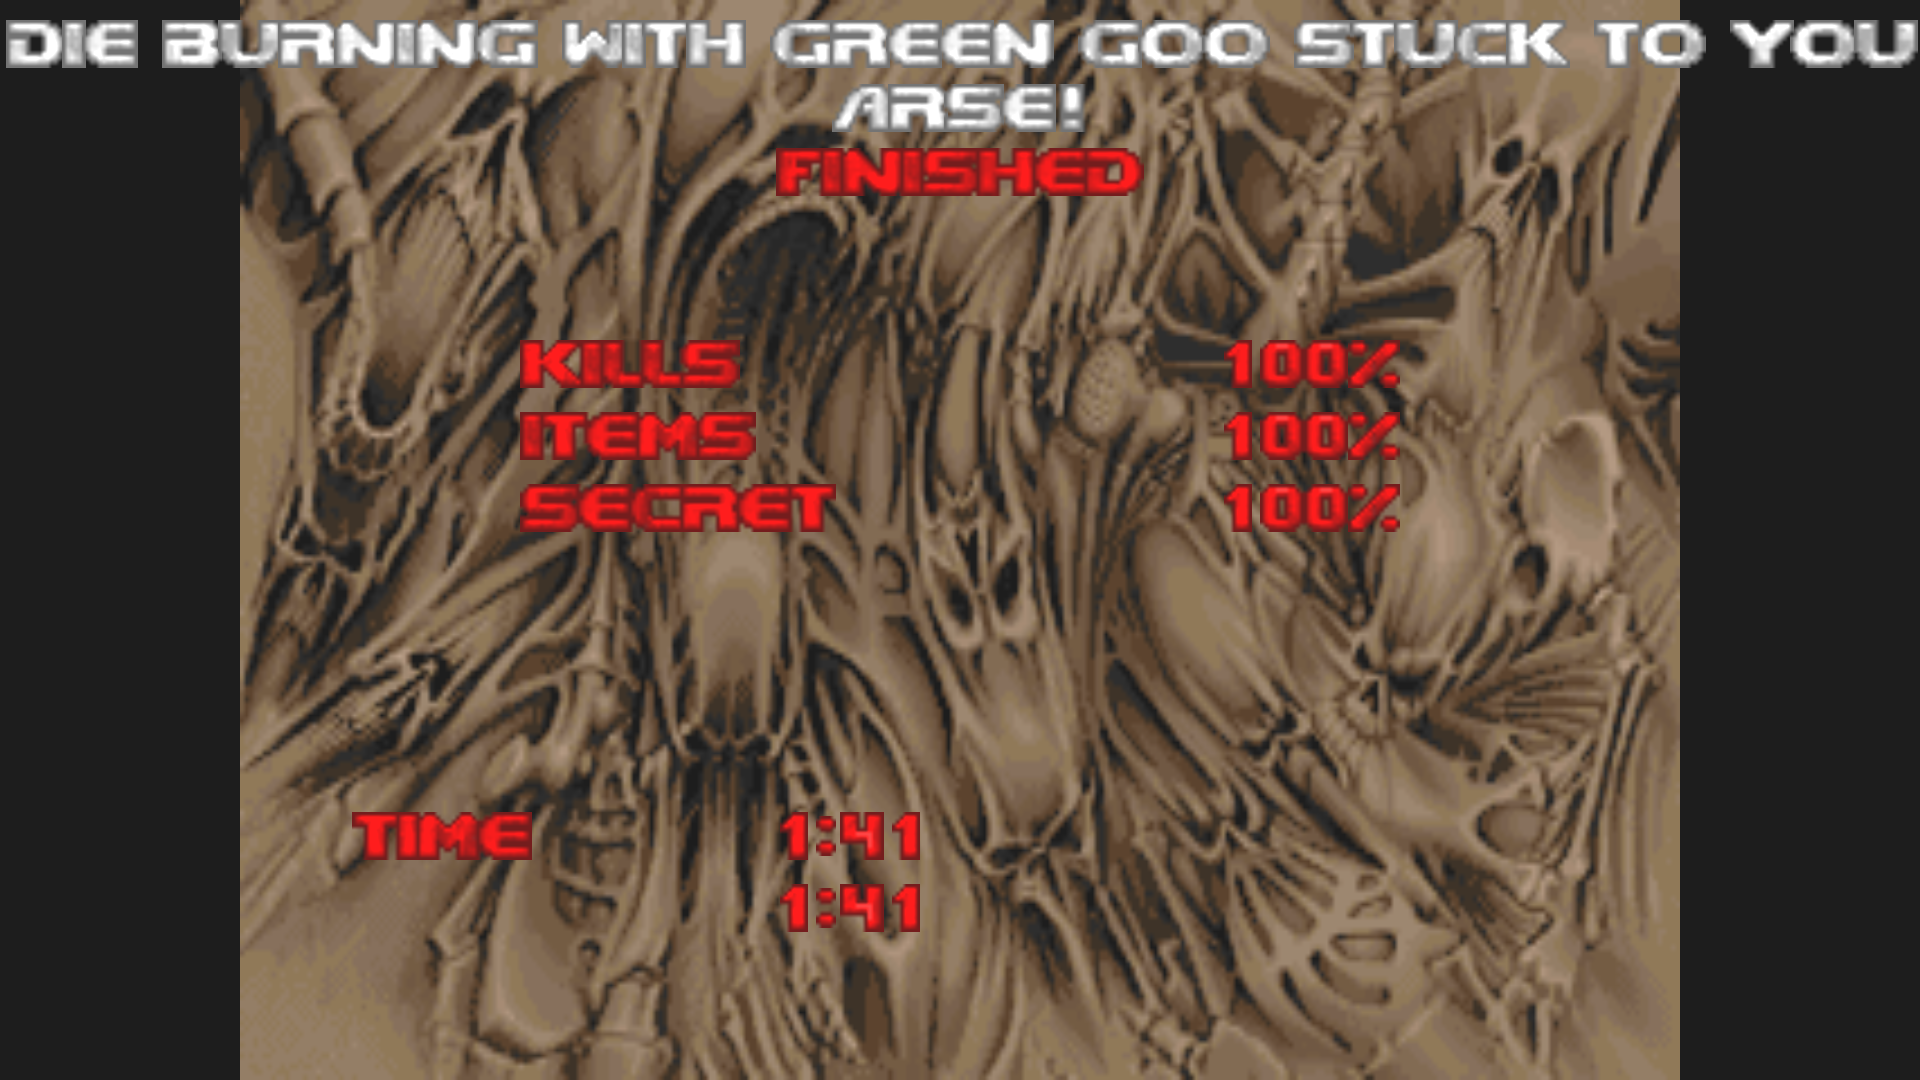 DIE BURNING WITH GREEN GOO STUCK TO YOU
ARSE!
FINISHED
KILLS 100%
ITEMS 100%
SECRET 100%
TIME 1:41
1:41